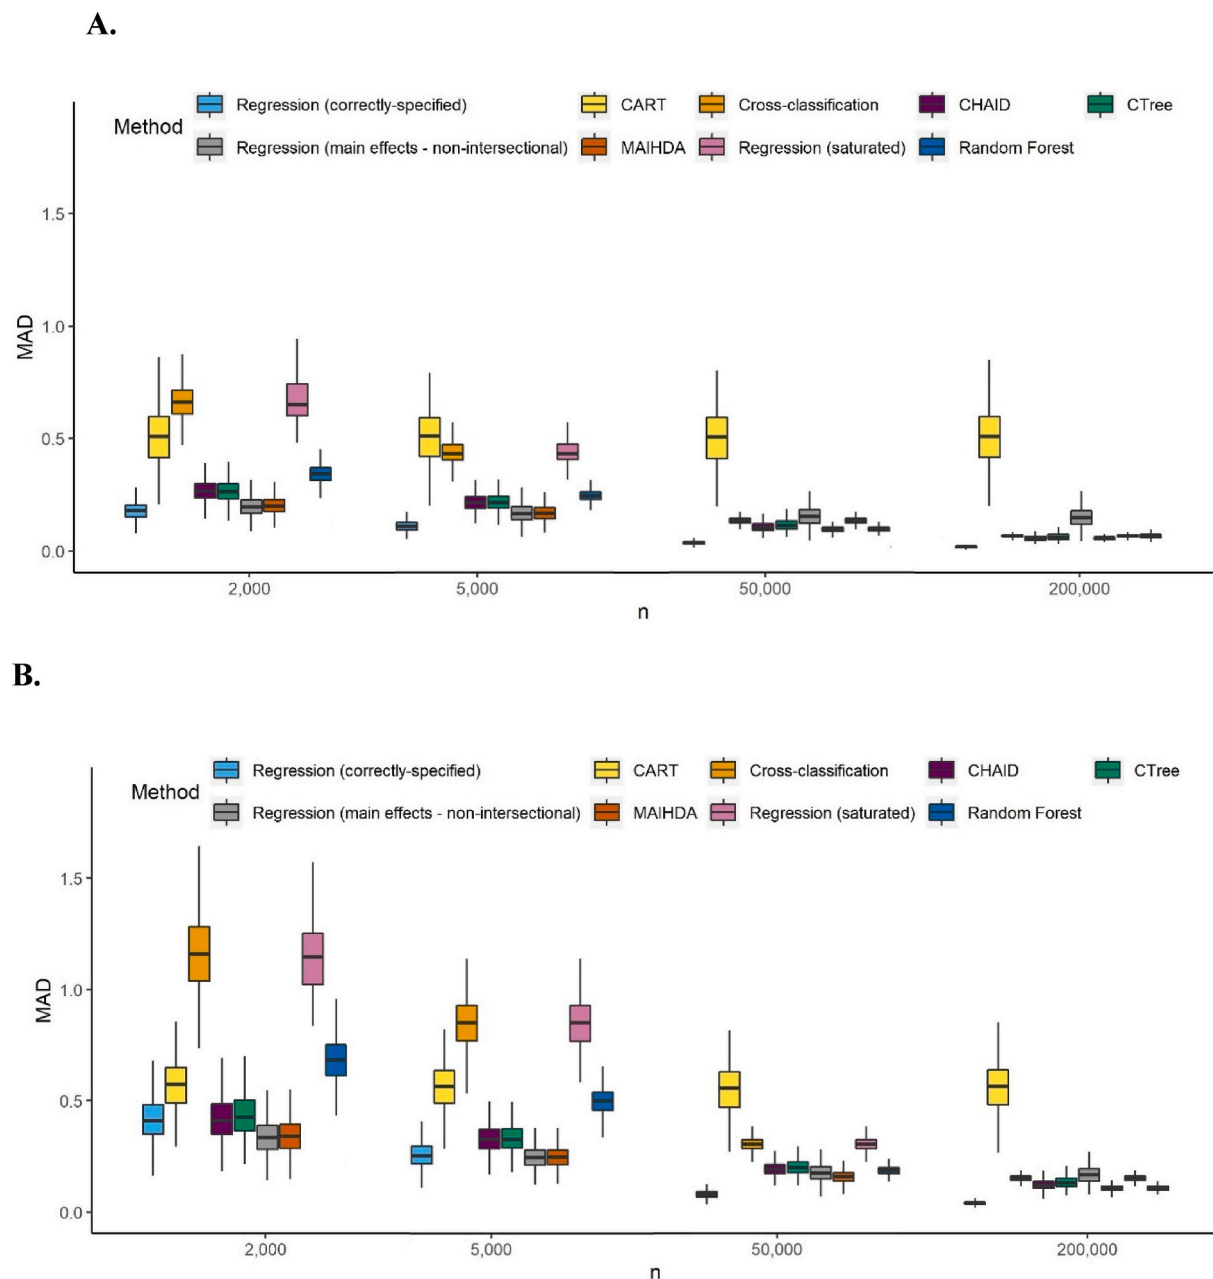 A.
Method
Regression (correctly-specified) CART Cross-classification CHAID CTree
Regression (main effects - non-intersectional) MAIHDA Regression (saturated) Random Forest
1.5
1.0
MAD
0.5
0.0
2,000 5,000 50,000 200,000
n
B.
Method
Regression (correctly-specified) CART Cross-classification CHAID CTree
Regression (main effects - non-intersectional) MAIHDA Regression (saturated) Random Forest
1.5
1.0
MAD
0.5
0.0
2,000 5,000 50,000 200,000
n